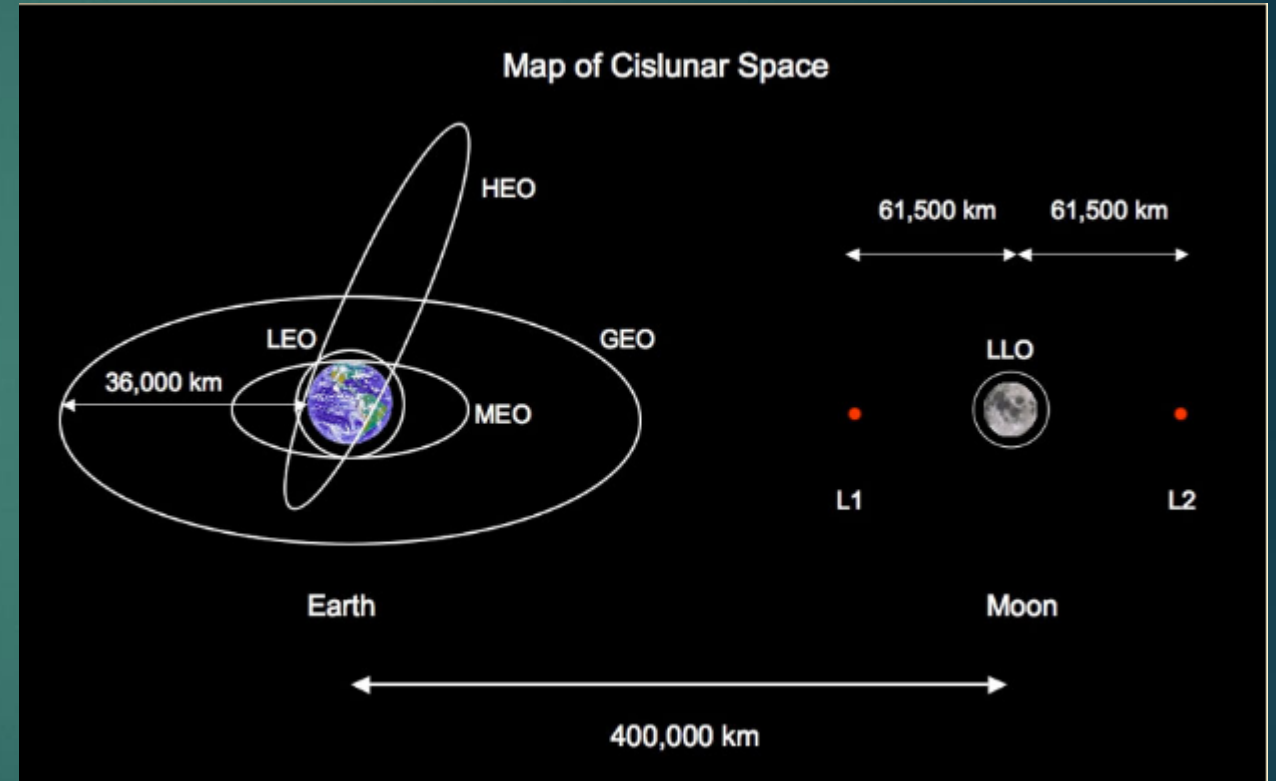 Map of Cislunar Space
HEO
61,500 km
61,500 km
LEO
GEO
LLO
36,000 km
MEO
L1
L2
Earth
Moon
400,000 km